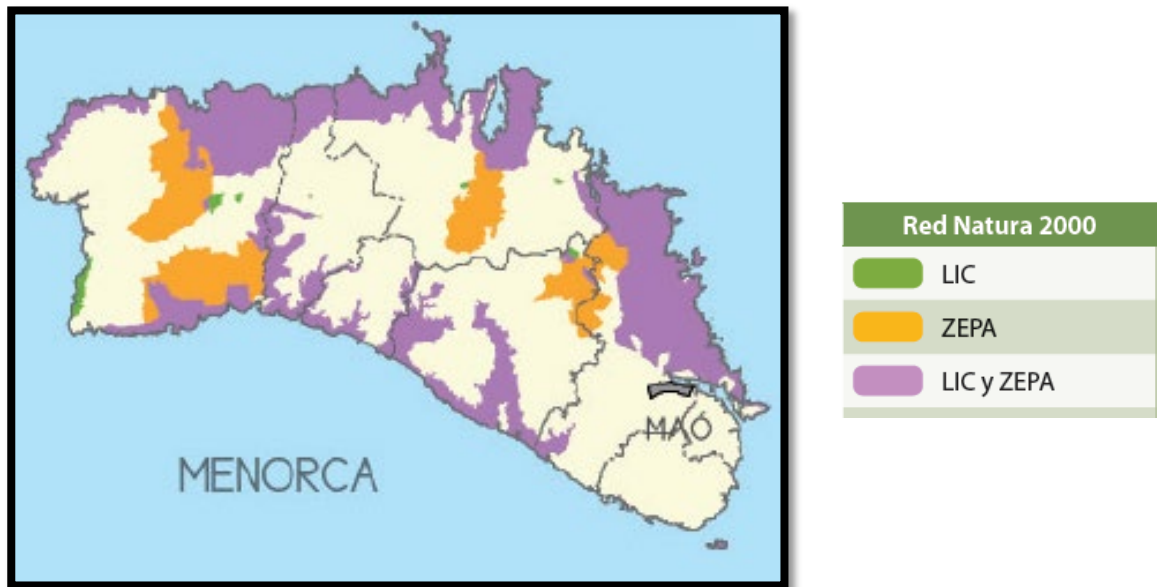 MAÓ
MENORCA
Red Natura 2000
LIC
ZEPA
LIC y ZEPA